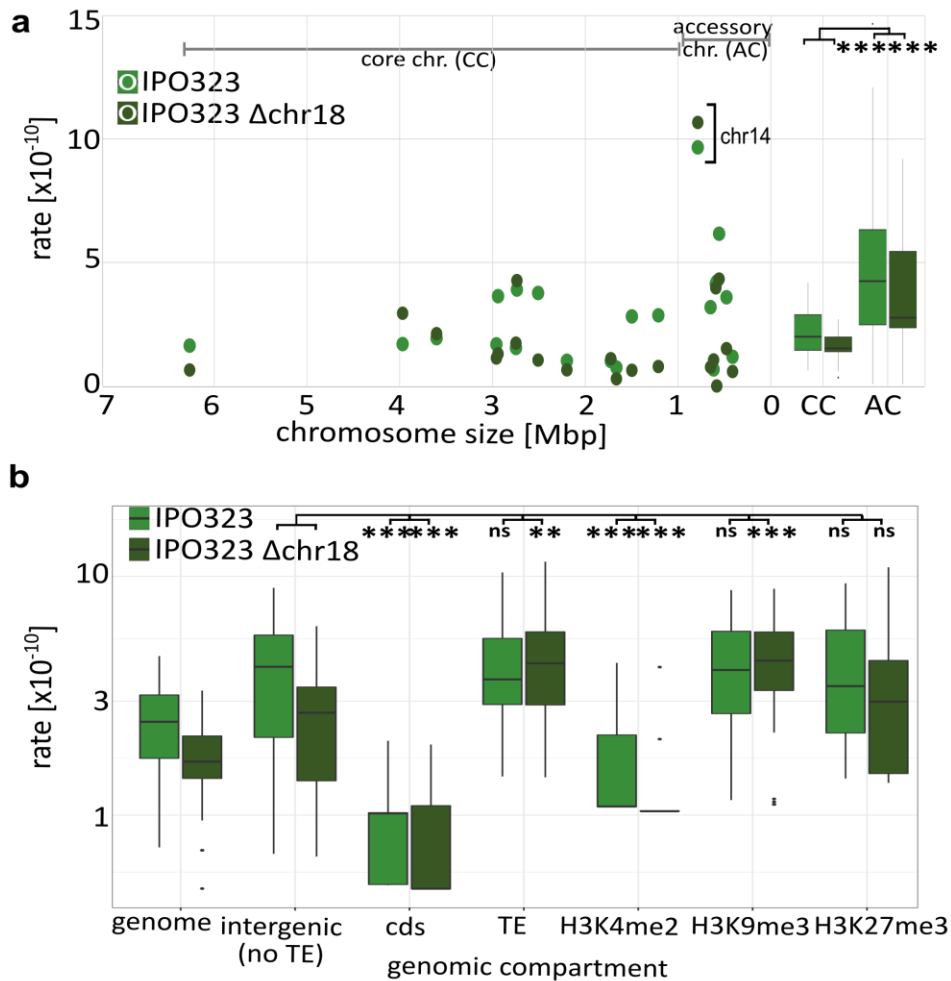 a
15
10
5
0
rate [x10⁻¹⁰]
core chr. (CC)
accessory
chr. (AC)
IPO323
IPO323 Δchr18
chr14
*** ***
7 6 5 4 3 2 1 0 CC AC
chromosome size [Mbp]
b
IPO323
IPO323 Δchr18
*** *** ns ** *** *** ns *** ns ns
10
3
1
rate [x10⁻¹⁰]
genome intergenic cds TE H3K4me2 H3K9me3 H3K27me3
(no TE)
genomic compartment